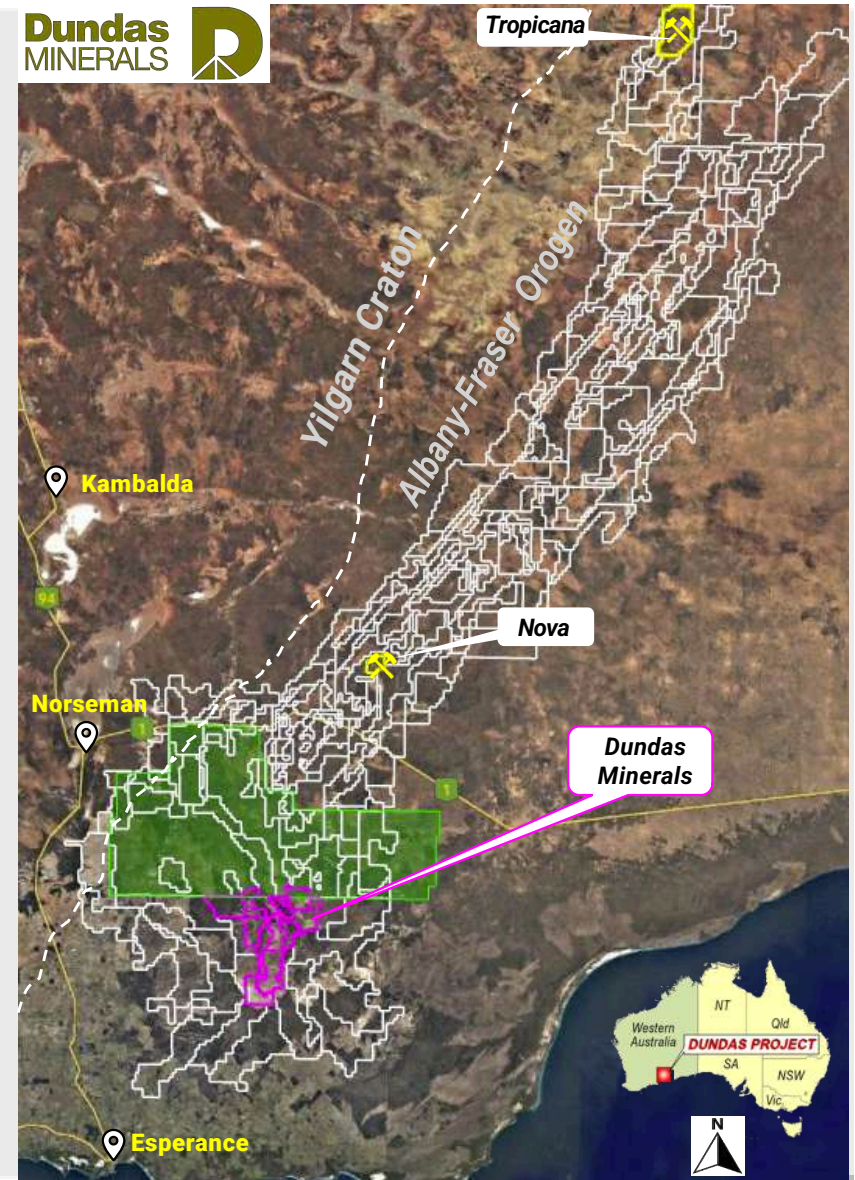 Dundas
MINERALS
Tropicana
Yilgarn Craton
Albany-Fraser Orogen
Kambalda
94
Nova
Norseman
1
Dundas
Minerals
1
NT
Qld
Western
Australia
DUNDAS PROJECT
SA
NSW
Vic.
N
Esperance